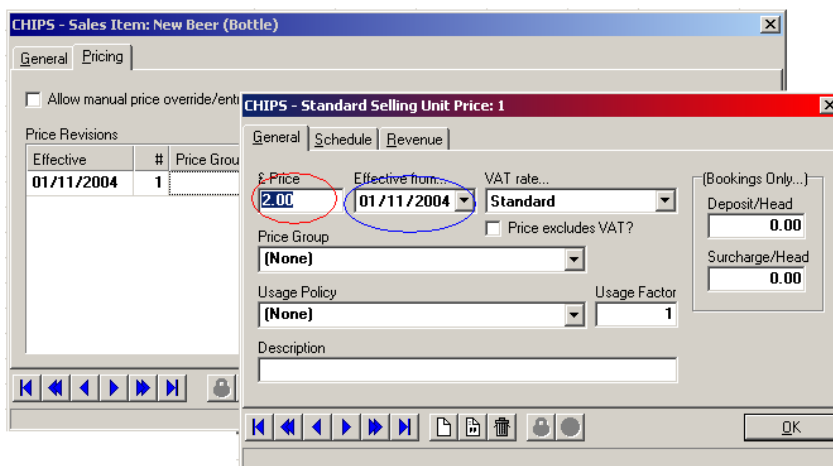 CHIPS - Sales Item: New Beer (Bottle)
General Pricing
Allow manual price override/ent
Price Revisions
Effective # Price Grou
01/11/2004 1
CHIPS - Standard Selling Unit Price: 1
General Schedule Revenue
£ Price Effective from... VAT rate... (Bookings Only...)
2.00 01/11/2004 Standard Deposit/Head
0.00
Price excludes VAT?
Price Group Surcharge/Head
(None) 0.00
Usage Policy Usage Factor
(None) 1
Description
OK